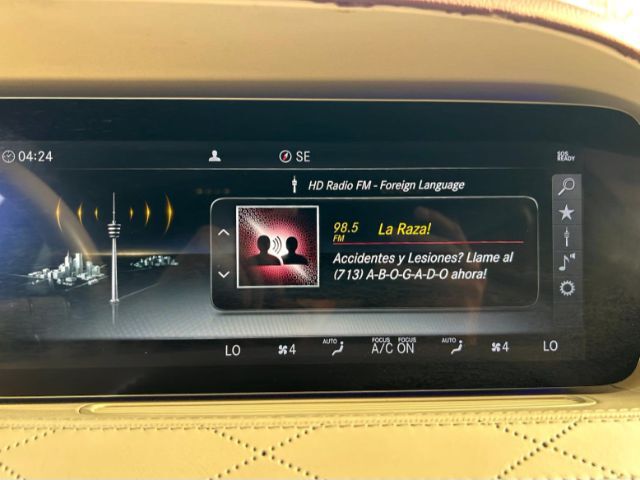 04:24
SE
SOS
READY
HD Radio FM - Foreign Language
98.5 La Raza!
FM
Accidentes y Lesiones? Llame al
(713) A-B-O-G-A-D-O ahora!
LO 4 AUTO FOCUS A/C FOCUS ON AUTO 4 LO